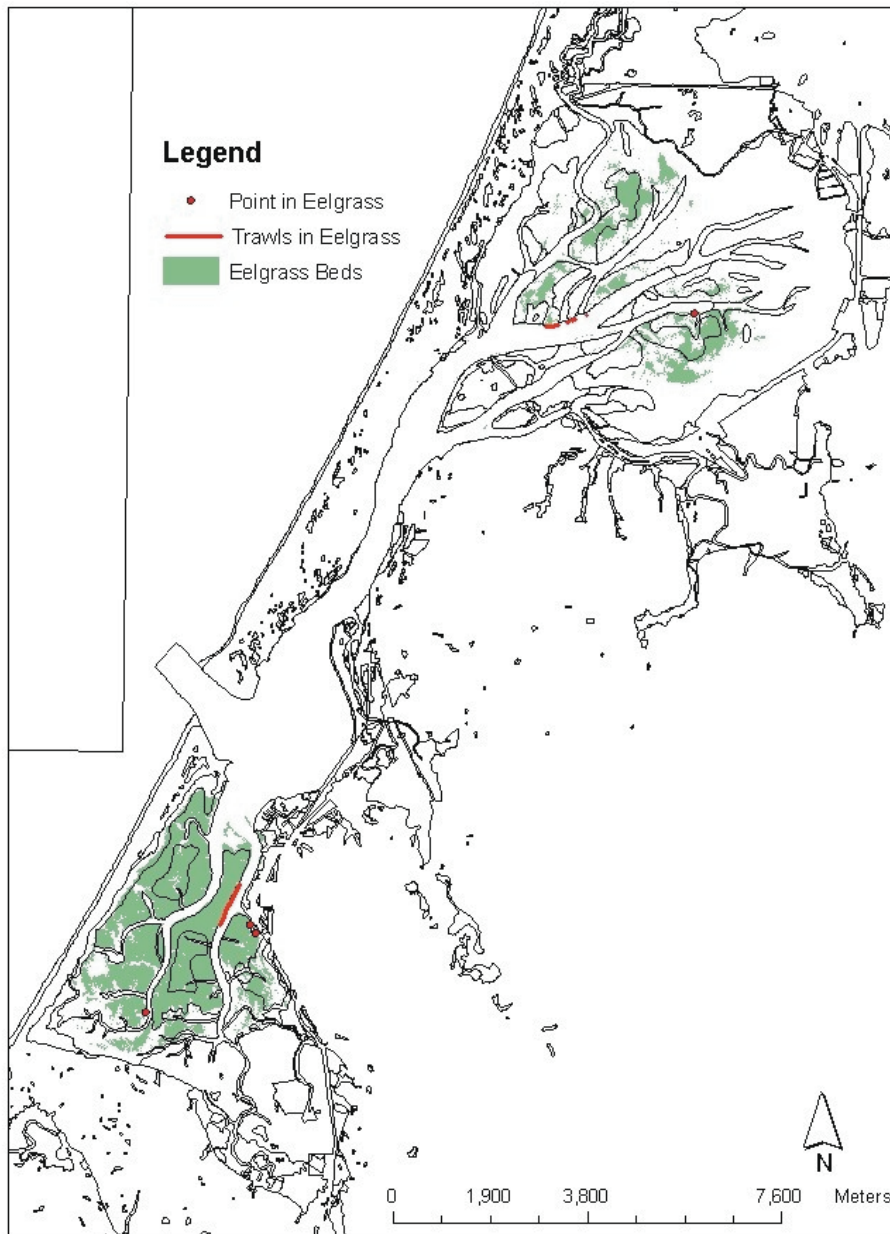 Legend
Point in Eelgrass
Trawls in Eelgrass
Eelgrass Beds
N
0 1,900 3,800 7,600 Meters